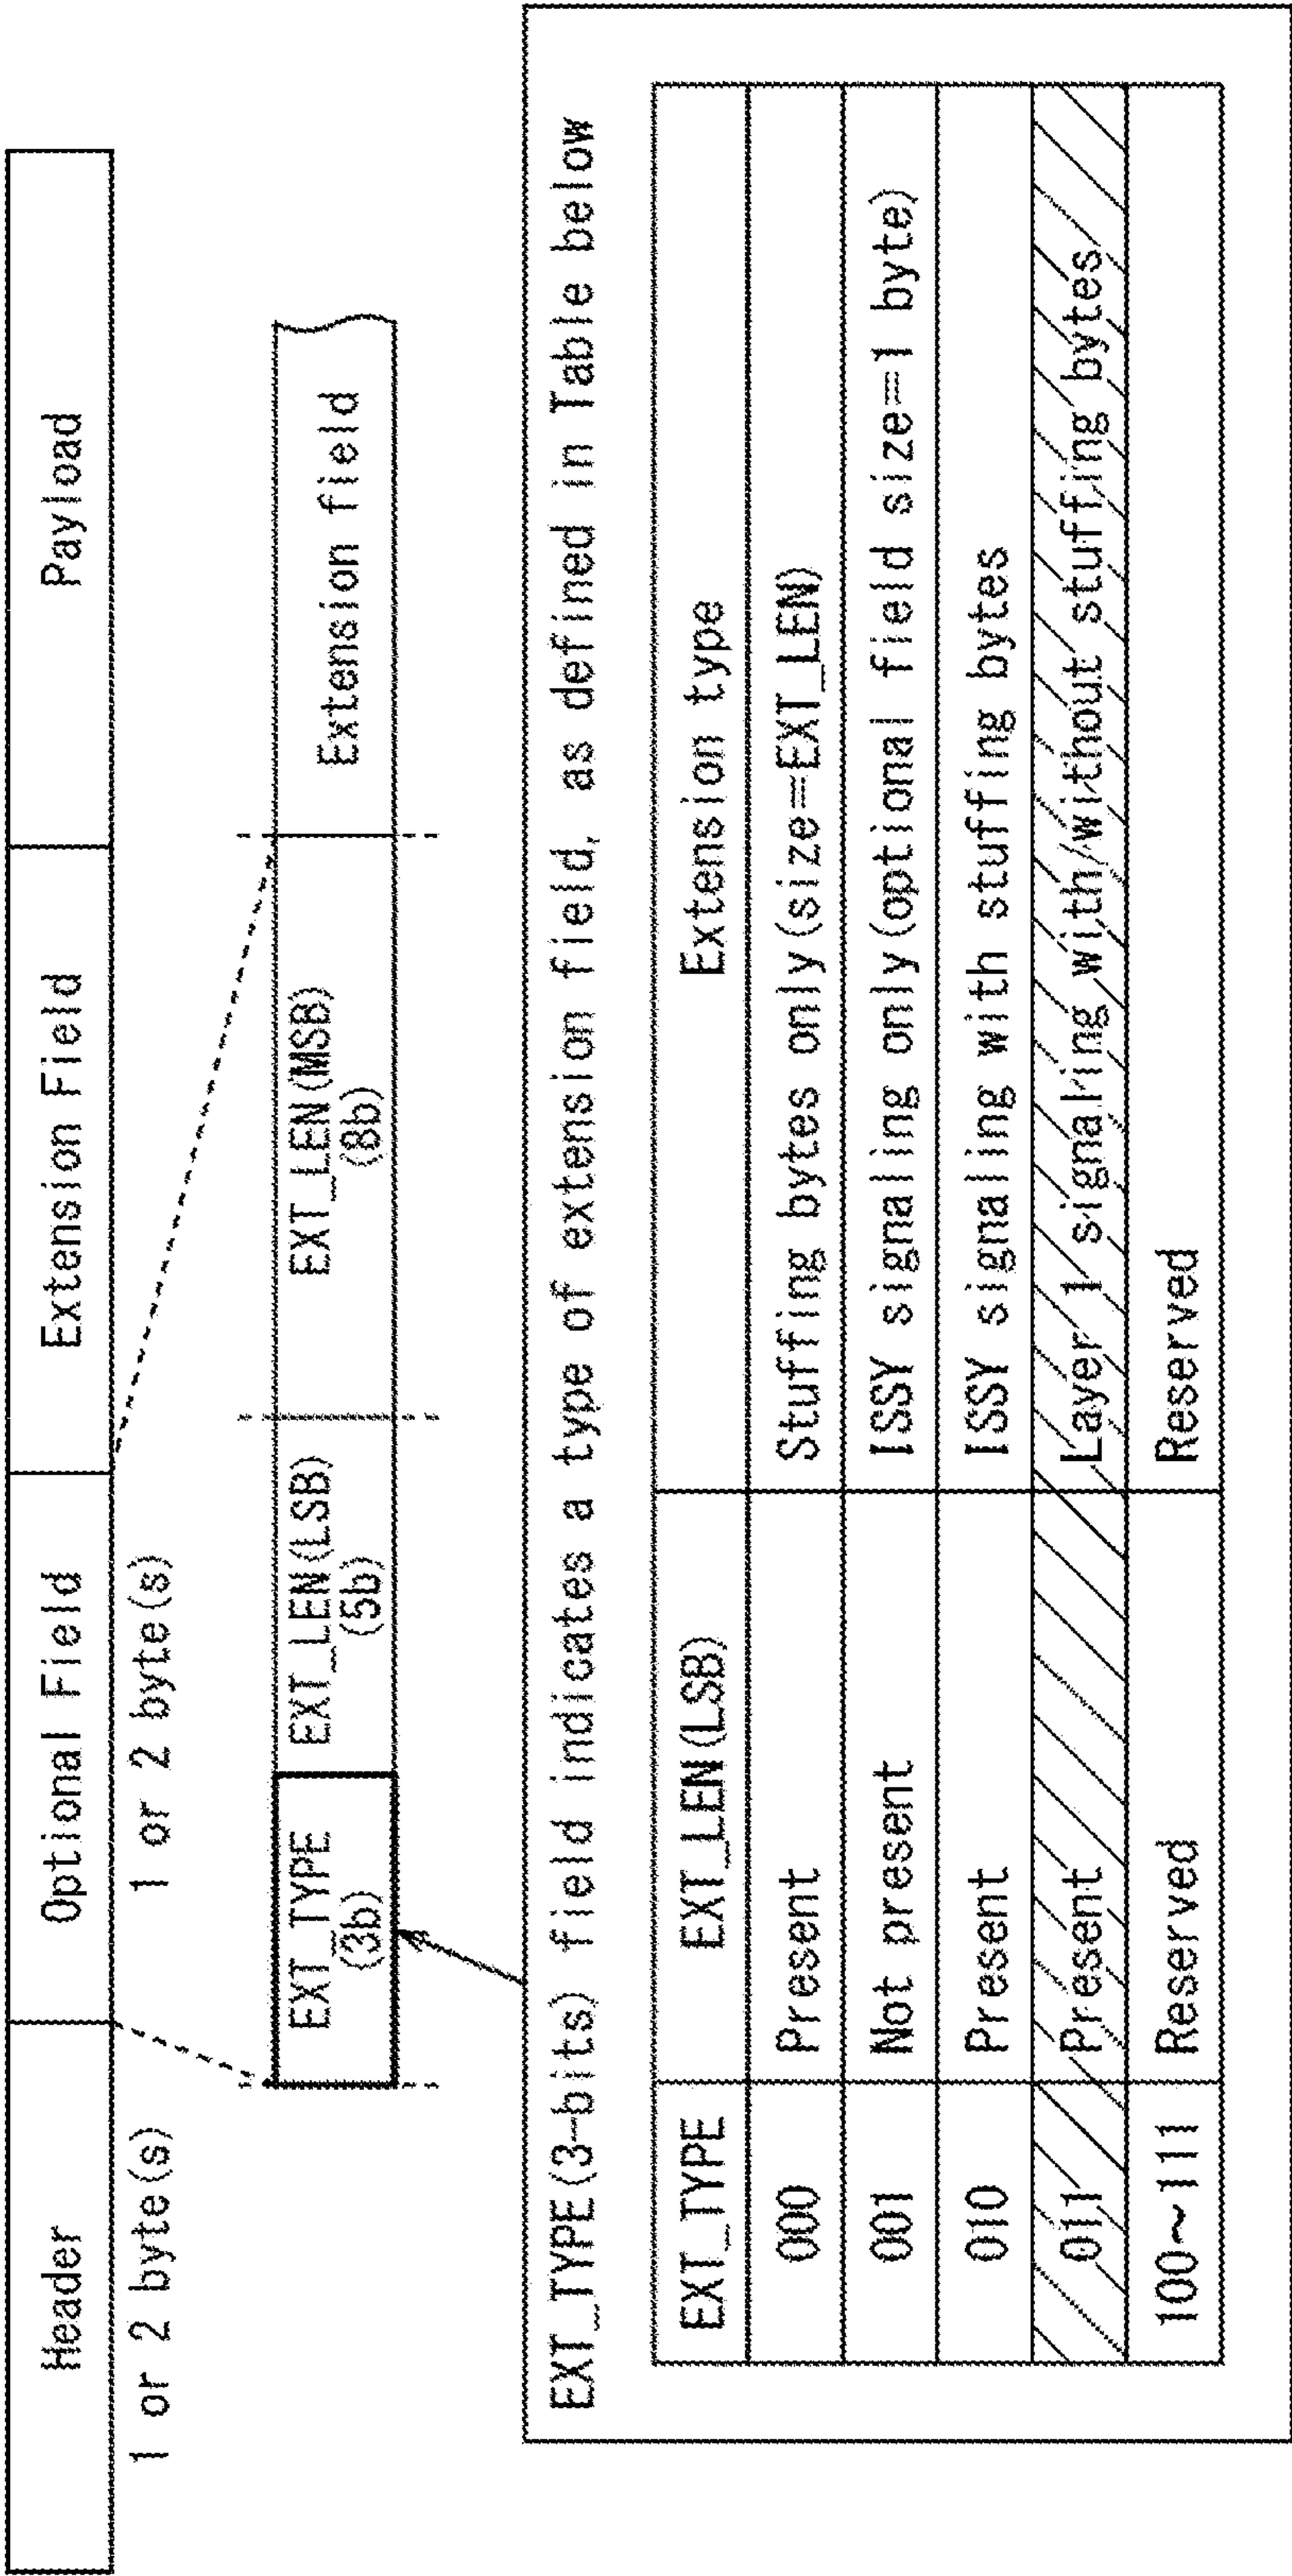 Header Optional Field Extension Field Payload
1 or 2 byte(s) 1 or 2 byte(s)
EXT_TYPE EXT_LEN(LSB) EXT_LEN(MSB) Extension field
(3b) (5b) (8b)
EXT_TYPE(3-bits) field indicates a type of extension field, as defined in Table below
EXT_TYPE EXT_LEN(LSB) Extension type
000 Present Stuffing bytes only(size=EXT_LEN)
001 Not present ISSY signaling only(optional field size=1 byte)
010 Present ISSY signaling with stuffing bytes
011 Present Layer 1 signaling with/without stuffing bytes
100~111 Reserved Reserved